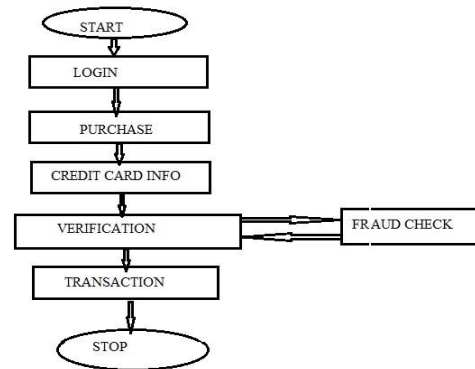 START
LOGIN
PURCHASE
CREDIT CARD INFO
VERIFICATION
FRAUD CHECK
TRANSACTION
STOP